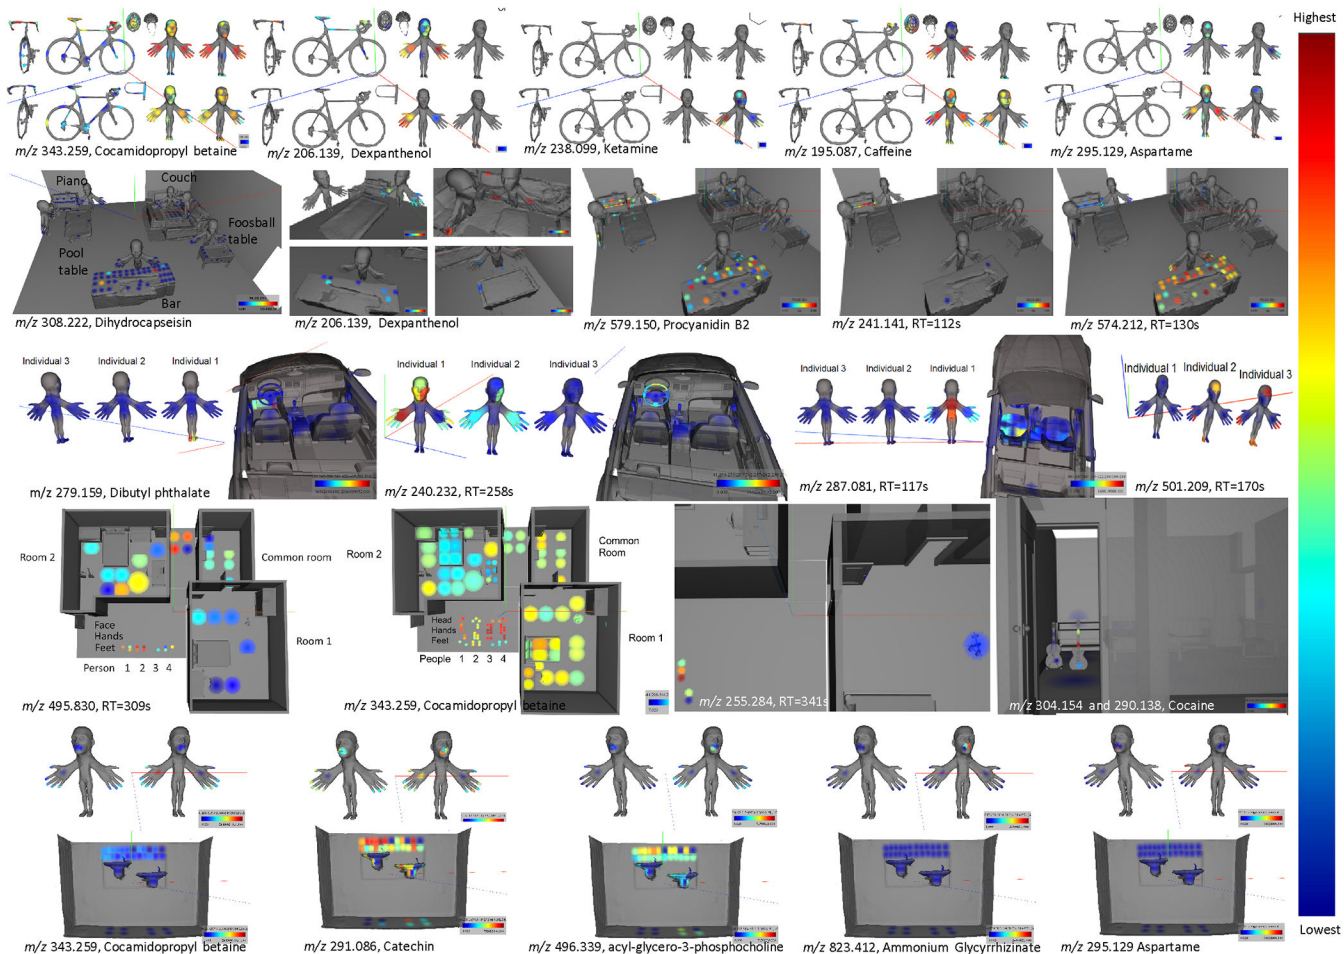 Highest
m/z 343.259, Cocamidopropyl betaine
m/z 206.139, Dexpanthenol
m/z 238.099, Ketamine
m/z 195.087, Caffeine
m/z 295.129, Aspartame
Piano
Couch
Foosball
table
Pool
table
Bar
m/z 308.222, Dihydrocapseisin
m/z 206.139, Dexpanthenol
m/z 579.150, Procyanidin B2
m/z 241.141, RT=112s
m/z 574.212, RT=130s
Individual 3 Individual 2 Individual 1
Individual 1 Individual 2 Individual 3
Individual 3 Individual 2 Individual 1
Individual 1 Individual 2 Individual 3
m/z 279.159, Dibutyl phthalate
m/z 240.232, RT=258s
m/z 287.081, RT=117s
m/z 501.209, RT=170s
Room 2
Common room
Face
Hands
Feet
Person 1 2 3 4
Room 1
m/z 495.830, RT=309s
Room 2
Common
Room
Head
Hands
Feet
People 1 2 3 4
Room 1
m/z 343.259, Cocamidopropyl betaine
m/z 255.284, RT=341s
m/z 304.154 and 290.138, Cocaine
m/z 343.259, Cocamidopropyl betaine
m/z 291.086, Catechin
m/z 496.339, acyl-glycero-3-phosphocholine
m/z 823.412, Ammonium Glycyrrhizinate
m/z 295.129 Aspartame
Lowest